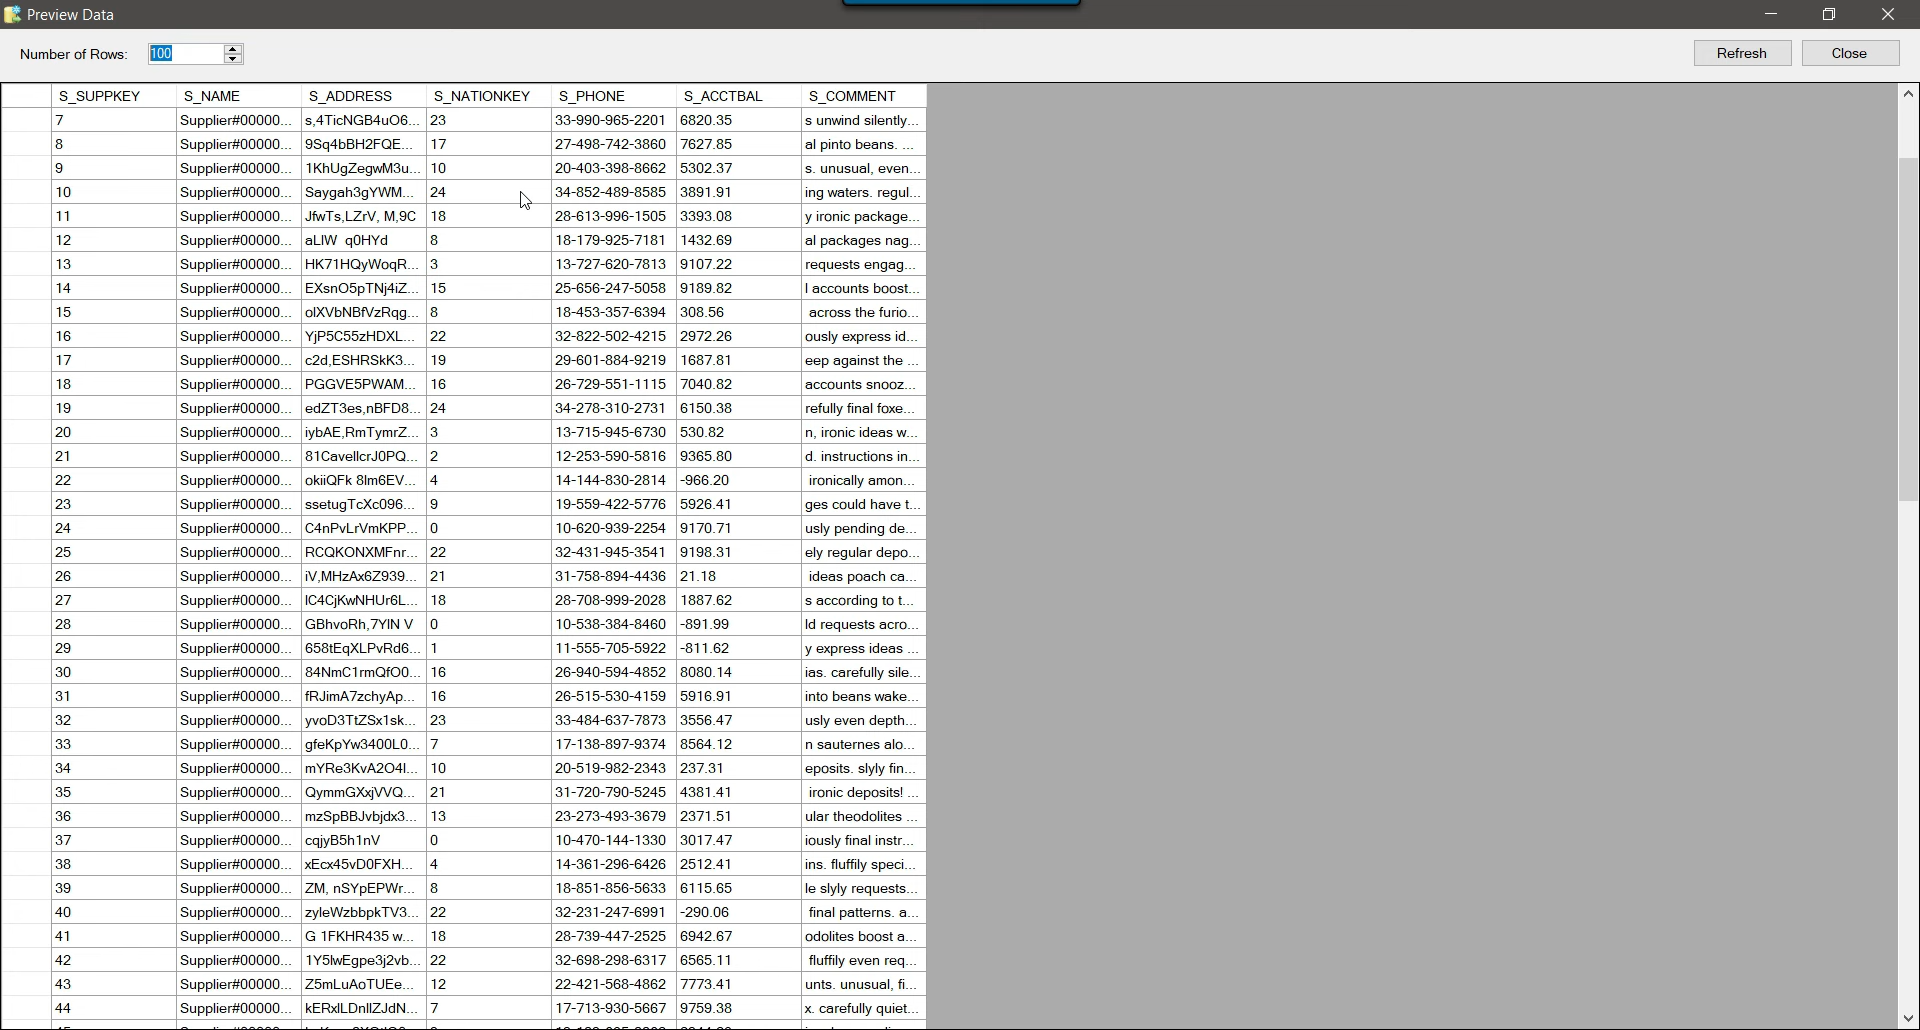 Preview Data
Number of Rows: 100 Refresh Close
S_SUPPKEY S_NAME S_ADDRESS S_NATIONKEY S_PHONE S_ACCTBAL S_COMMENT
7 Supplier#00000... s,4TicNGB4uO6... 23 33-990-965-2201 6820.35 s unwind silently...
8 Supplier#00000... 9Sq4bBH2FQE... 17 27-498-742-3860 7627.85 al pinto beans. ...
9 Supplier#00000... 1KhUgZegwM3u... 10 20-403-398-8662 5302.37 s. unusual, even...
10 Supplier#00000... Saygah3gYWM... 24 34-852-489-8585 3891.91 ing waters. regul...
11 Supplier#00000... JfwTs,LZrV, M,9C 18 28-613-996-1505 3393.08 y ironic package...
12 Supplier#00000... aLIW q0HYd 8 18-179-925-7181 1432.69 al packages nag...
13 Supplier#00000... HK71HQyWoqR... 3 13-727-620-7813 9107.22 requests engag...
14 Supplier#00000... EXsnO5pTNj4iZ... 15 25-656-247-5058 9189.82 l accounts boost...
15 Supplier#00000... olXVbNBfVzRqg... 8 18-453-357-6394 308.56 across the furio...
16 Supplier#00000... YjP5C55zHDXL... 22 32-822-502-4215 2972.26 ously express id...
17 Supplier#00000... c2d,ESHRSkK3... 19 29-601-884-9219 1687.81 eep against the ...
18 Supplier#00000... PGGVE5PWAM... 16 26-729-551-1115 7040.82 accounts snooz...
19 Supplier#00000... edZT3es,nBFD8... 24 34-278-310-2731 6150.38 refully final foxe...
20 Supplier#00000... iybAE,RmTymrZ... 3 13-715-945-6730 530.82 n, ironic ideas w...
21 Supplier#00000... 81CavellcrJ0PQ... 2 12-253-590-5816 9365.80 d. instructions in...
22 Supplier#00000... okiiQFk 8lm6EV... 4 14-144-830-2814 -966.20 ironically amon...
23 Supplier#00000... ssetugTcXc096... 9 19-559-422-5776 5926.41 ges could have t...
24 Supplier#00000... C4nPvLrVmKPP... 0 10-620-939-2254 9170.71 usly pending de...
25 Supplier#00000... RCQKONXMFnr... 22 32-431-945-3541 9198.31 ely regular depo...
26 Supplier#00000... iV,MHzAx6Z939... 21 31-758-894-4436 21.18 ideas poach ca...
27 Supplier#00000... lC4CjKwNHUr6L... 18 28-708-999-2028 1887.62 s according to t...
28 Supplier#00000... GBhvoRh,7YIN V 0 10-538-384-8460 -891.99 ld requests acro...
29 Supplier#00000... 658tEqXLPvRd6... 1 11-555-705-5922 -811.62 y express ideas ...
30 Supplier#00000... 84NmC1rmQfO0... 16 26-940-594-4852 8080.14 ias. carefully sile...
31 Supplier#00000... fRJimA7zchyAp... 16 26-515-530-4159 5916.91 into beans wake...
32 Supplier#00000... yvoD3TtZSx1sk... 23 33-484-637-7873 3556.47 usly even depth...
33 Supplier#00000... gfeKpYw3400L0... 7 17-138-897-9374 8564.12 n sauternes alo...
34 Supplier#00000... mYRe3KvA2O4l... 10 20-519-982-2343 237.31 eposits. slyly fin...
35 Supplier#00000... QymmGXxjVVQ... 21 31-720-790-5245 4381.41 ironic deposits! ...
36 Supplier#00000... mzSpBBJvbjdx3... 13 23-273-493-3679 2371.51 ular theodolites ...
37 Supplier#00000... cqjyB5h1nV 0 10-470-144-1330 3017.47 iously final instr...
38 Supplier#00000... xEcx45vD0FXH... 4 14-361-296-6426 2512.41 ins. fluffily speci...
39 Supplier#00000... ZM, nSYpEPWr... 8 18-851-856-5633 6115.65 le slyly requests...
40 Supplier#00000... zyleWzbbpkTV3... 22 32-231-247-6991 -290.06 final patterns. a...
41 Supplier#00000... G 1FKHR435 w... 18 28-739-447-2525 6942.67 odolites boost a...
42 Supplier#00000... 1Y5lwEgpe3j2vb... 22 32-698-298-6317 6565.11 fluffily even req...
43 Supplier#00000... Z5mLuAoTUEe... 12 22-421-568-4862 7773.41 unts. unusual, fi...
44 Supplier#00000... kERxlLDnlIZJdN... 7 17-713-930-5667 9759.38 x. carefully quiet...